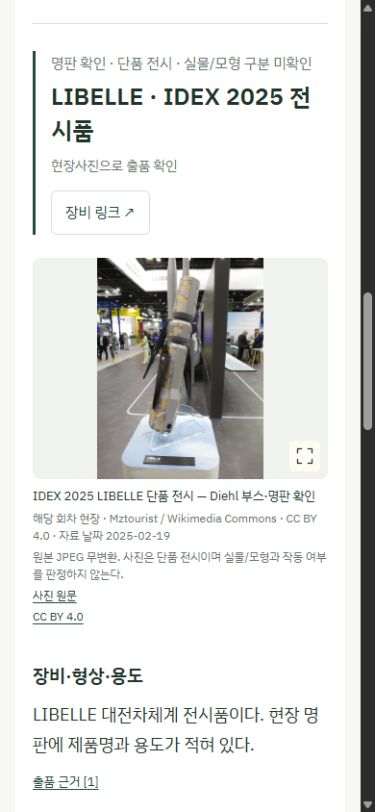 명판 확인 · 단품 전시 · 실물/모형 구분 미확인
LIBELLE · IDEX 2025 전
시품
현장사진으로 출품 확인
장비 링크 ↗
LIBELLE
IDEX 2025 LIBELLE 단품 전시 — Diehl 부스·명판 확인
해당 회차 현장 · Mztourist / Wikimedia Commons · CC BY
4.0 · 자료 날짜 2025-02-19
원본 JPEG 무변환. 사진은 단품 전시이며 실물/모형과 작동 여부
를 판정하지 않는다.
사진 원문
CC BY 4.0
장비·형상·용도
LIBELLE 대전차체계 전시품이다. 현장 명
판에 제품명과 용도가 적혀 있다.
출품 근거 [1]